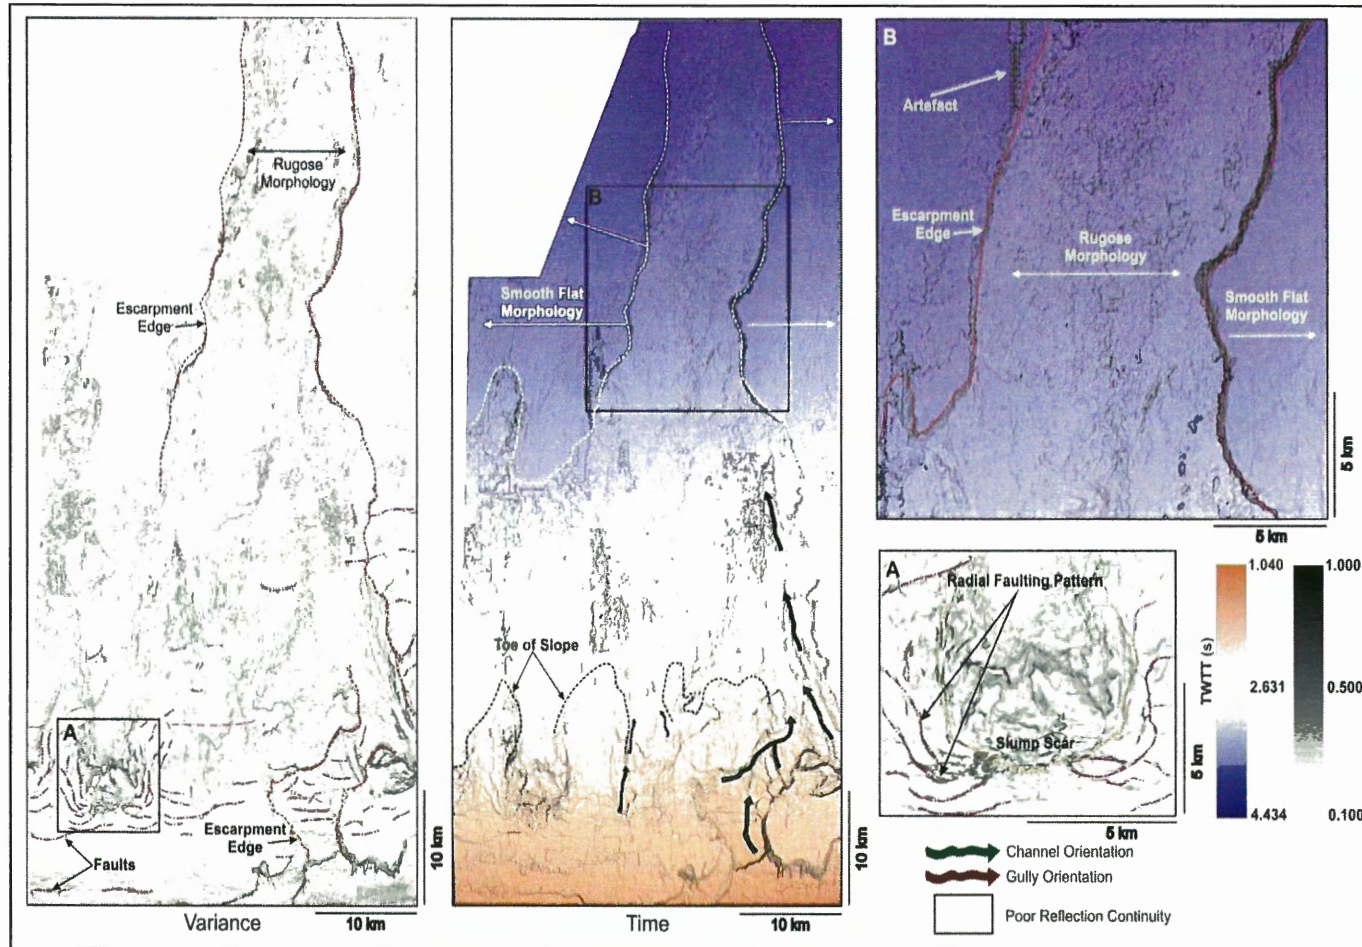 Rugose
Morphology
Escarpment
Edge
A
Escarpment
Edge
Faults
Variance
10 km
10 km
B
Smooth Flat
Morphology
Toe of Slope
Time
10 km
10 km
B
Artefact
Escarpment
Edge
Rugose
Morphology
Smooth Flat
Morphology
5 km
5 km
A
Radial Faulting Pattern
Slump Scar
5 km
5 km
TWTT (s)
1.040
2.631
4.434
1.000
0.500
0.100
Channel Orientation
Gully Orientation
Poor Reflection Continuity